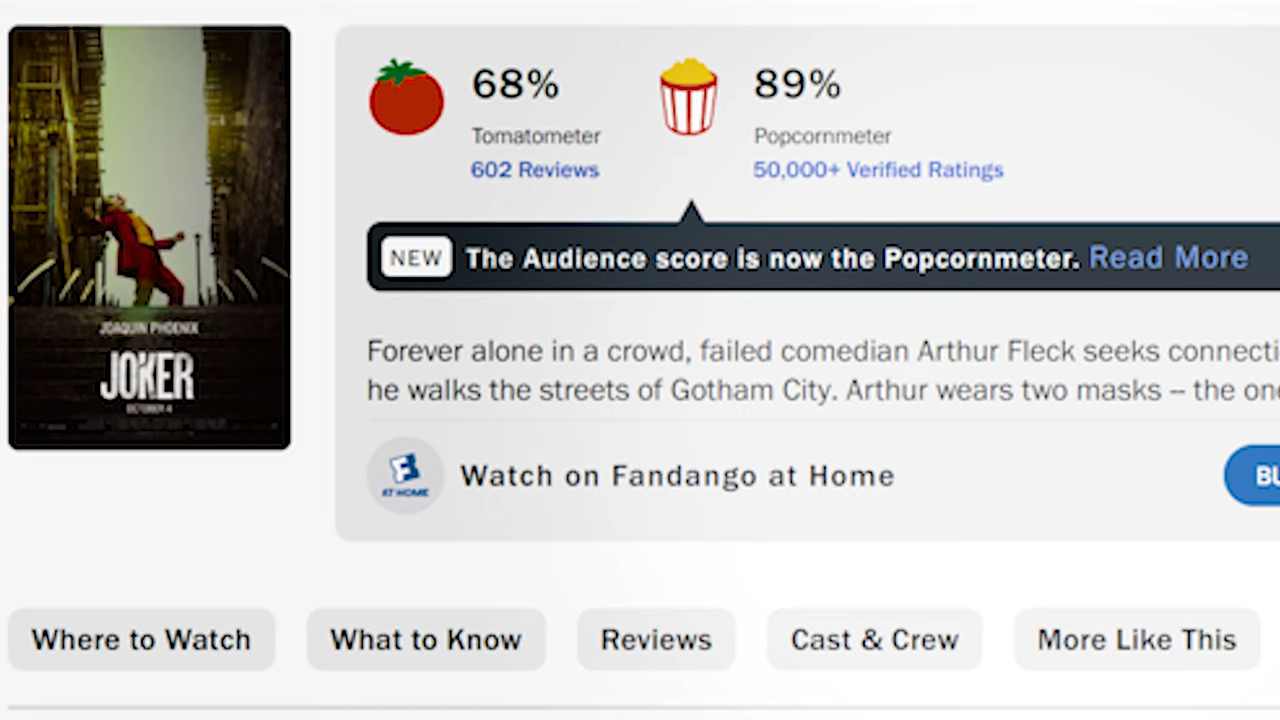 JOAQUIN PHOENIX
JOKER
OCTOBER 4
68%
Tomatometer
602 Reviews
89%
Popcornmeter
50,000+ Verified Ratings
NEW The Audience score is now the Popcornmeter. Read More
Forever alone in a crowd, failed comedian Arthur Fleck seeks connecti
he walks the streets of Gotham City. Arthur wears two masks – the one
AT HOME
Watch on Fandango at Home
BU
Where to Watch
What to Know
Reviews
Cast & Crew
More Like This